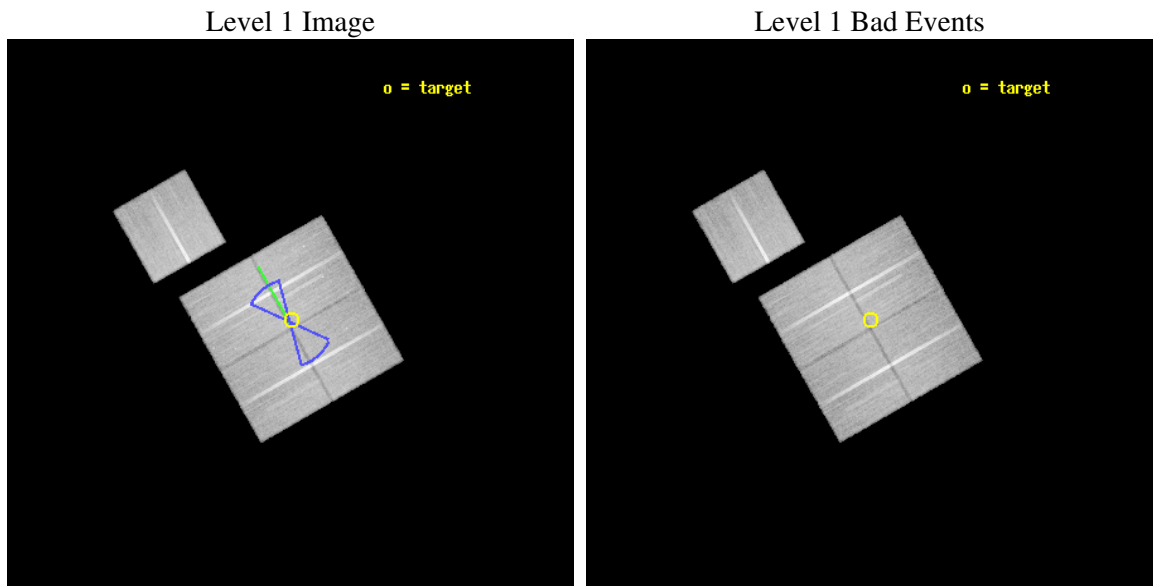 Level 1 Image
Level 1 Bad Events
o = target
o = target